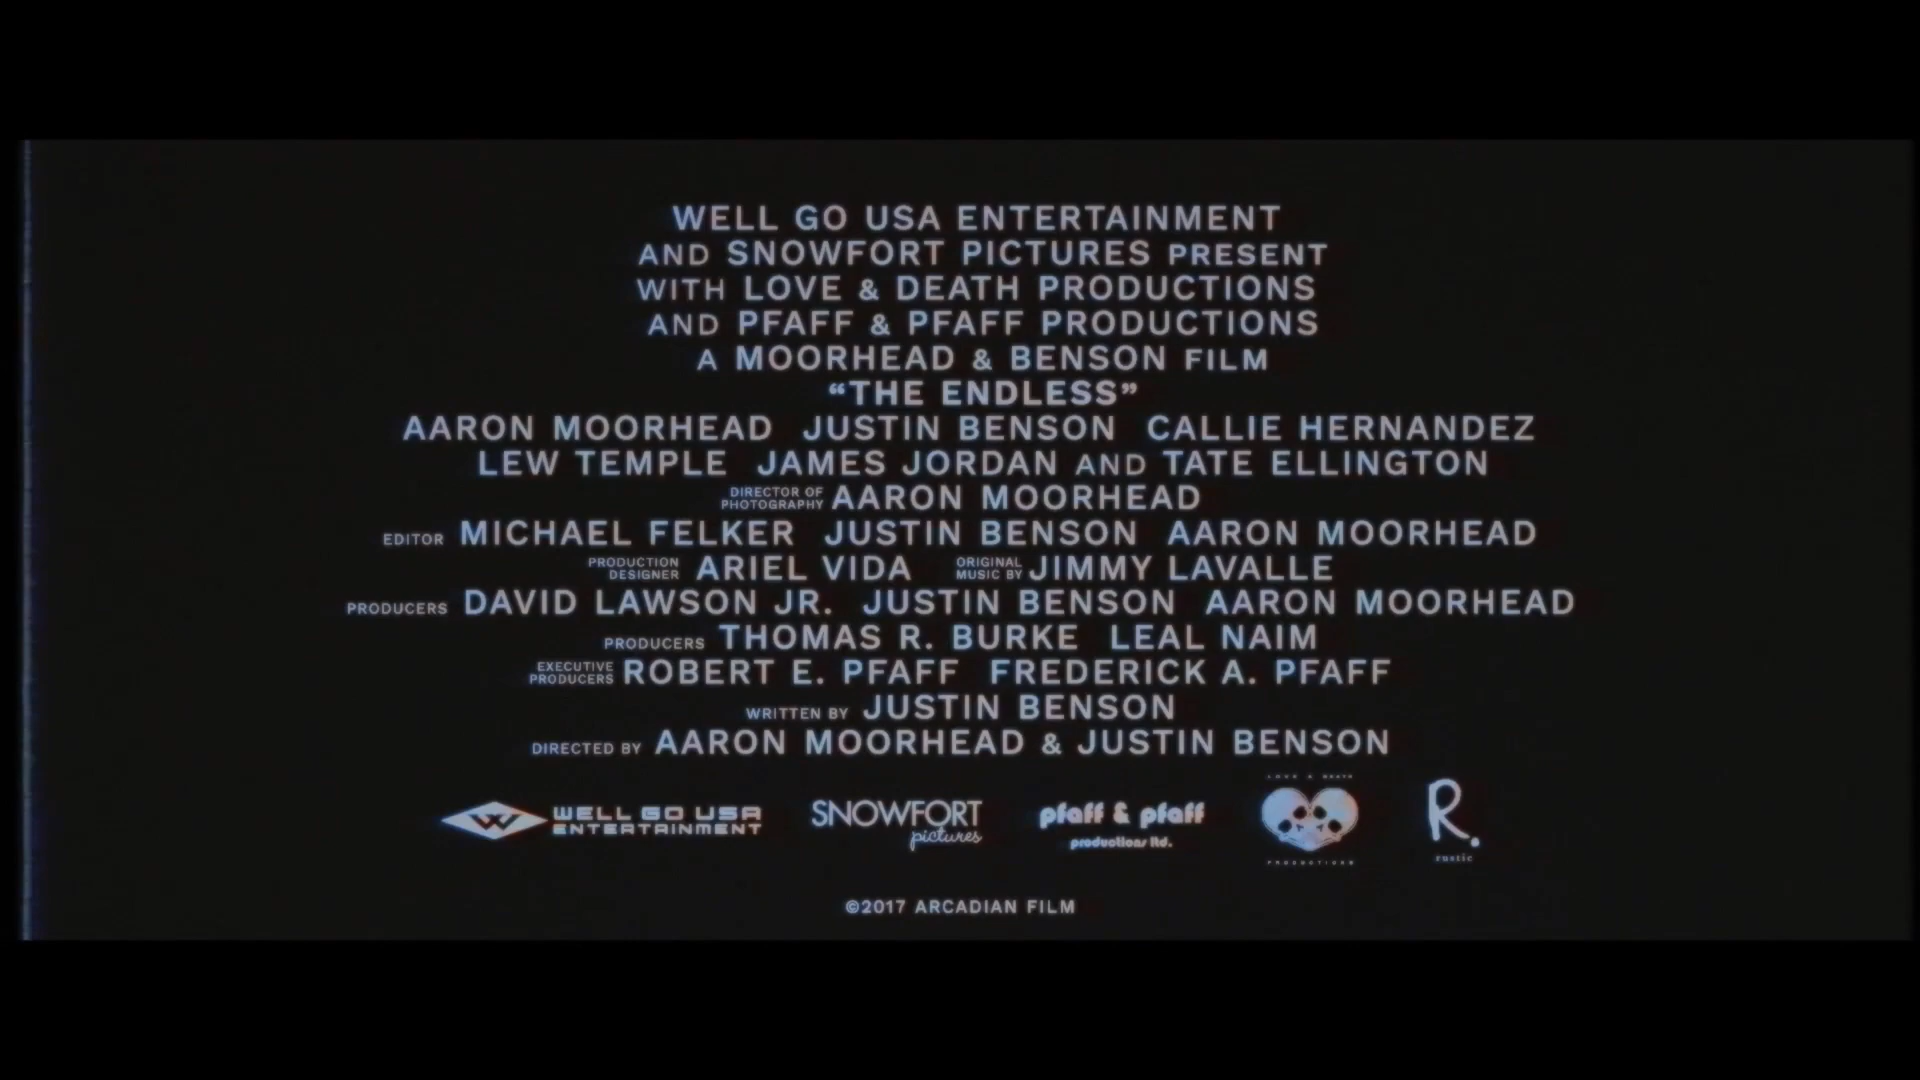 WELL GO USA ENTERTAINMENT
AND SNOWFORT PICTURES PRESENT
WITH LOVE & DEATH PRODUCTIONS
AND PFAFF & PFAFF PRODUCTIONS
A MOORHEAD & BENSON FILM
“THE ENDLESS”
AARON MOORHEAD JUSTIN BENSON CALLIE HERNANDEZ
LEW TEMPLE JAMES JORDAN AND TATE ELLINGTON
DIRECTOR OF PHOTOGRAPHY AARON MOORHEAD
EDITOR MICHAEL FELKER JUSTIN BENSON AARON MOORHEAD
PRODUCTION DESIGNER ARIEL VIDA ORIGINAL MUSIC BY JIMMY LAVALLE
PRODUCERS DAVID LAWSON JR. JUSTIN BENSON AARON MOORHEAD
PRODUCERS THOMAS R. BURKE LEAL NAIM
EXECUTIVE PRODUCERS ROBERT E. PFAFF FREDERICK A. PFAFF
WRITTEN BY JUSTIN BENSON
DIRECTED BY AARON MOORHEAD & JUSTIN BENSON
WELL GO USA
ENTERTAINMENT
SNOWFORT
pictures
pfaff & pfaff
productions ltd.
LOVE & DEATH
PRODUCTIONS
R.
rustic
©2017 ARCADIAN FILM